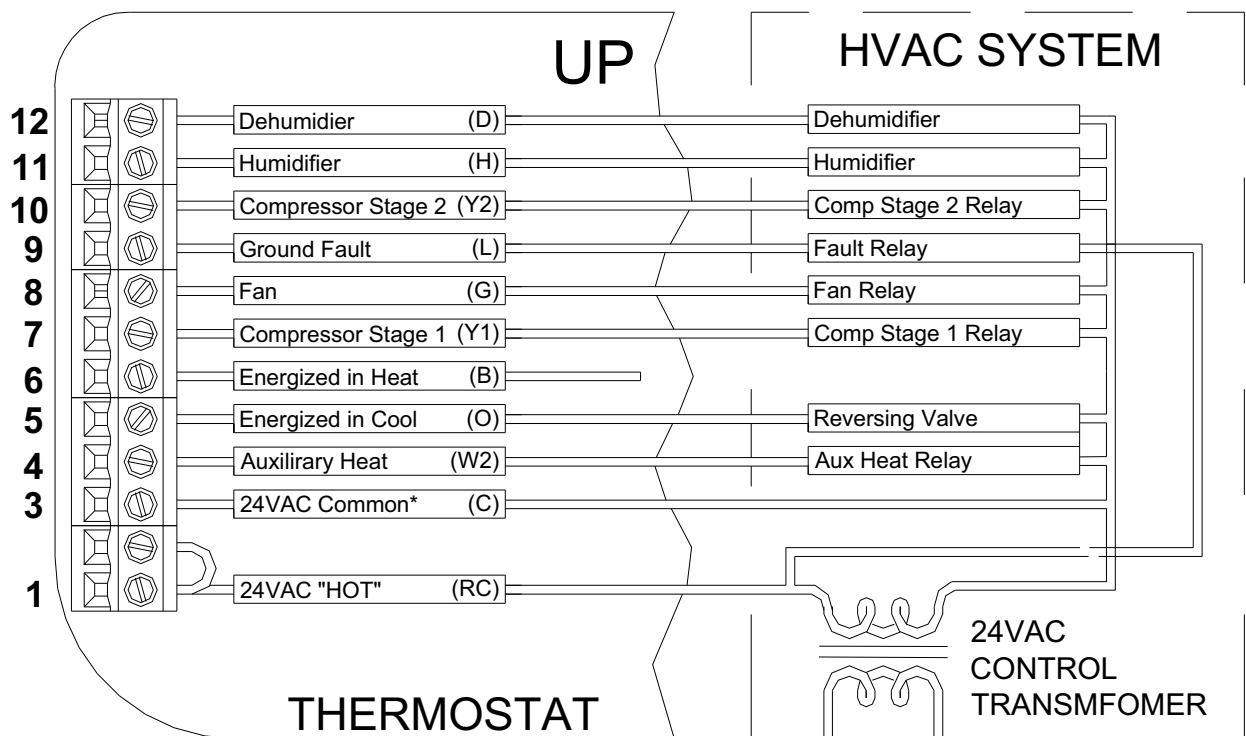 UP
HVAC SYSTEM
12 Dehumidier (D) Dehumidifier
11 Humidifier (H) Humidifier
10 Compressor Stage 2 (Y2) Comp Stage 2 Relay
9 Ground Fault (L) Fault Relay
8 Fan (G) Fan Relay
7 Compressor Stage 1 (Y1) Comp Stage 1 Relay
6 Energized in Heat (B)
5 Energized in Cool (O) Reversing Valve
4 Auxilirary Heat (W2) Aux Heat Relay
3 24VAC Common* (C)
1 24VAC "HOT" (RC)
24VAC
CONTROL
TRANSMFOMER
THERMOSTAT